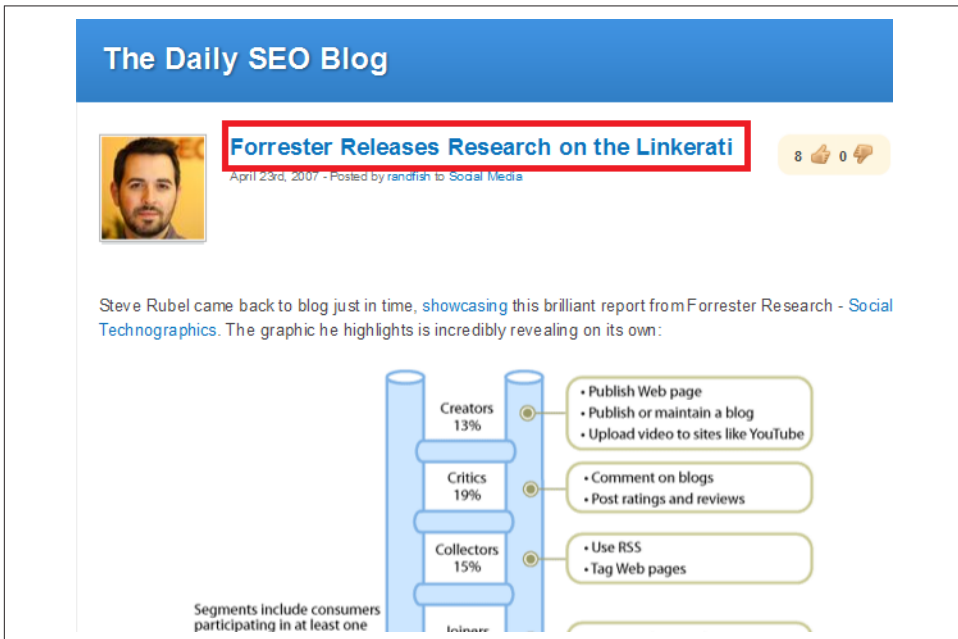 The Daily SEO Blog
Forrester Releases Research on the Linkerati
8 0
April 23rd, 2007 - Posted by randfish to Social Media
Steve Rubel came back to blog just in time, showcasing this brilliant report from Forrester Research - Social
Technographics. The graphic he highlights is incredibly revealing on its own:
Creators
13%
• Publish Web page
• Publish or maintain a blog
• Upload video to sites like YouTube
Critics
19%
• Comment on blogs
• Post ratings and reviews
Collectors
15%
• Use RSS
• Tag Web pages
Segments include consumers
participating in at least one
Joiners